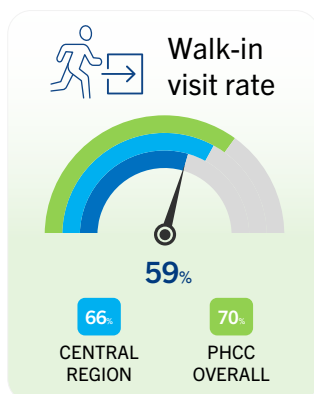 Walk-in
visit rate
59%
66%
70%
CENTRAL
REGION
PHCC
OVERALL